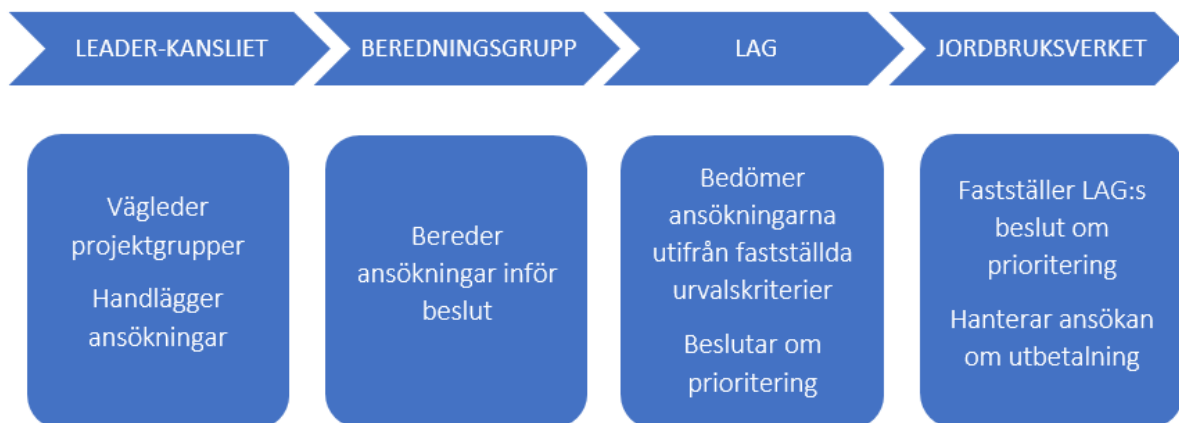 LEADER-KANSLIET
BEREDNINGSGRUPP
LAG
JORDBRUKSVERKET
Vägleder
projektgrupper
Handlägger
ansökningar
Bereder
ansökningar inför
beslut
Bedömer
ansökningarna
utifrån fastställda
urvalskriterier
Beslutar om
prioritering
Fastställer LAG:s
beslut om
prioritering
Hanterar ansökan
om utbetalning